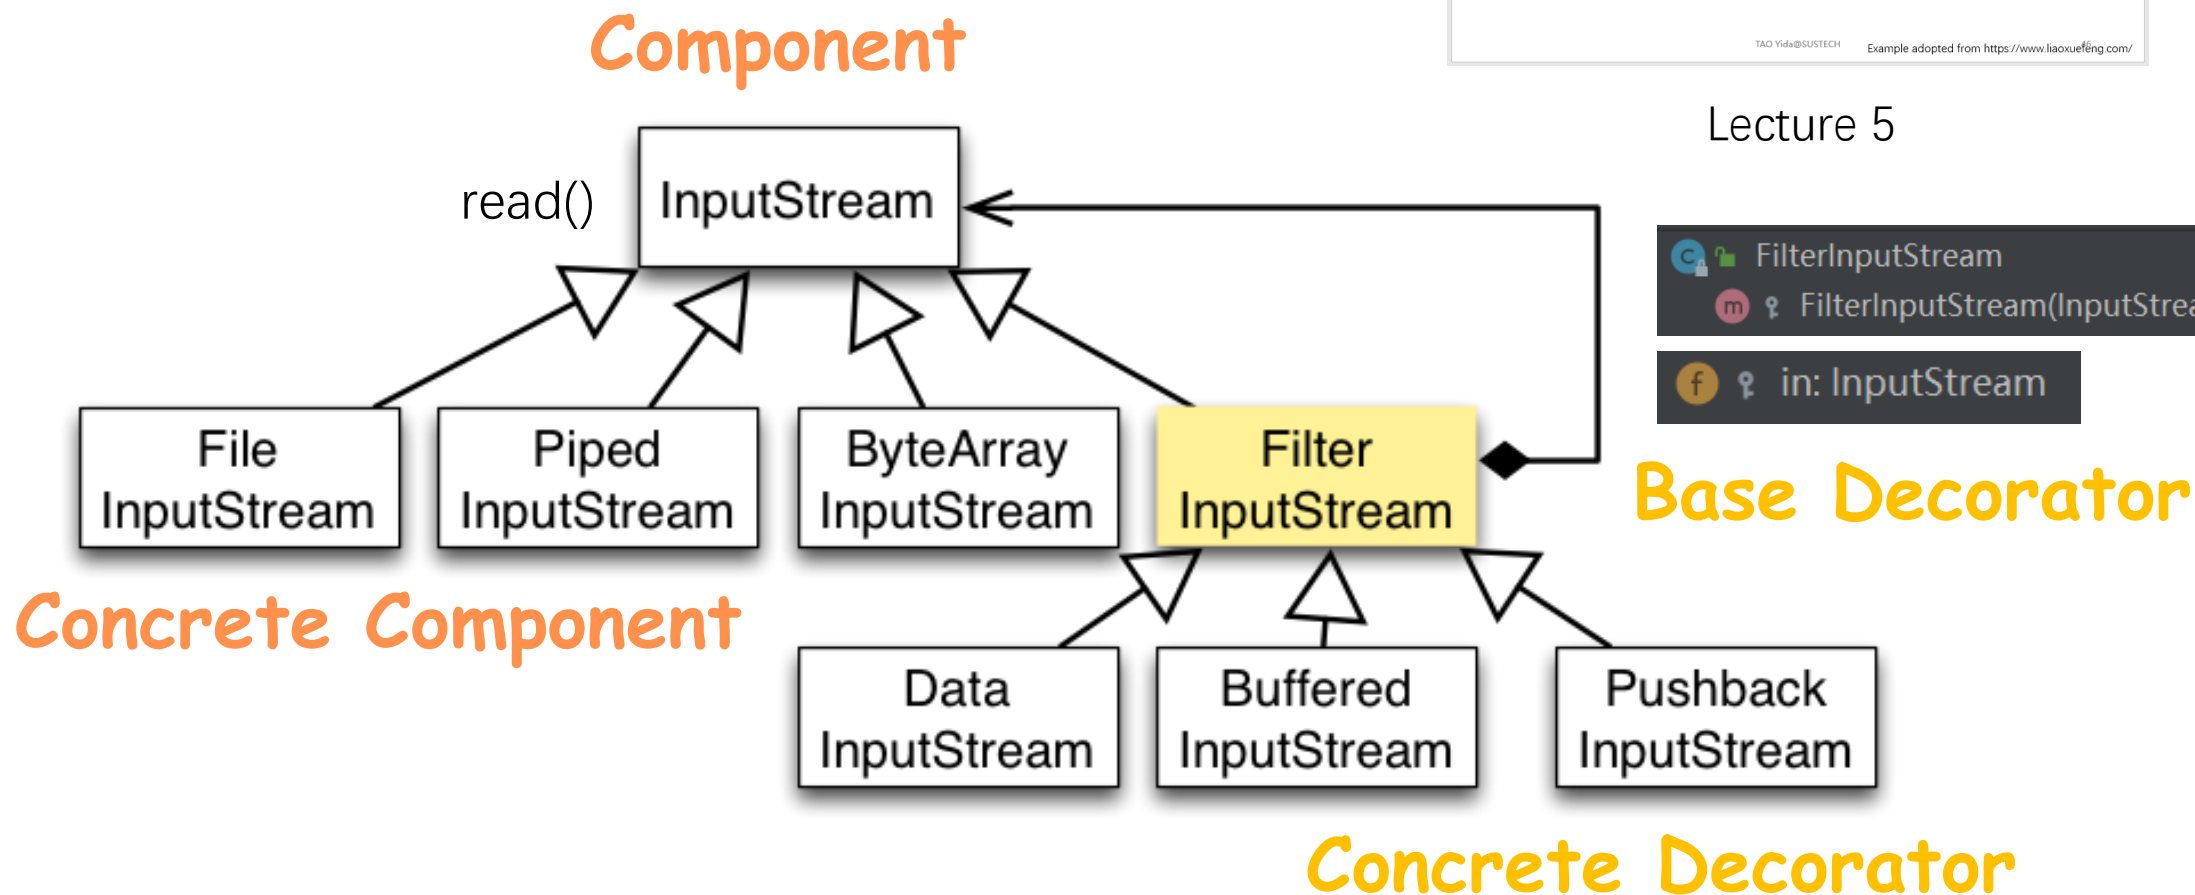 Component
TAO Yida@SUSTECH
Example adopted from https://www.liaoxuefeng.com/
Lecture 5
read()
InputStream
FilterInputStream
FilterInputStream(InputStrea
in: InputStream
File
InputStream
Piped
InputStream
ByteArray
InputStream
Filter
InputStream
Base Decorator
Concrete Component
Data
InputStream
Buffered
InputStream
Pushback
InputStream
Concrete Decorator